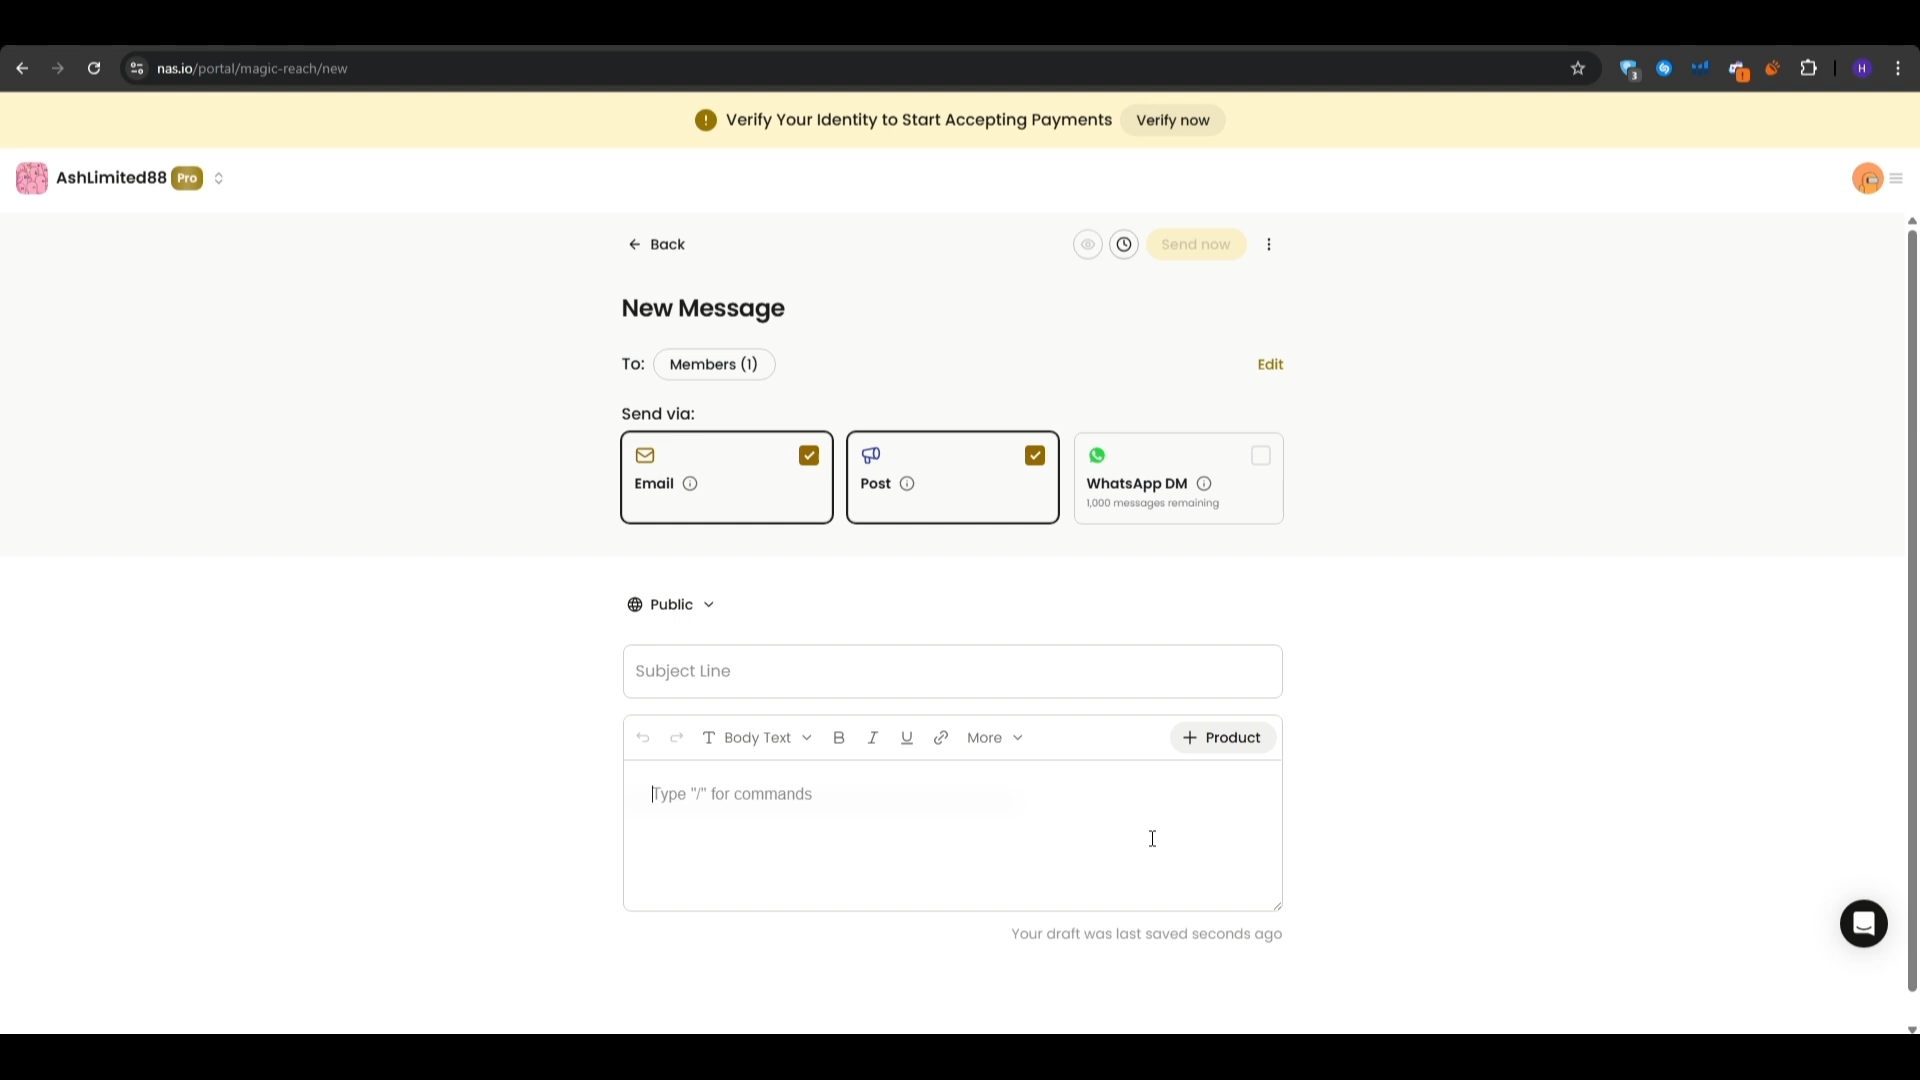 nas.io/portal/magic-reach/new
3
!
H
! Verify Your Identity to Start Accepting Payments Verify now
AshLimited88 Pro
Back
Send now
New Message
To: Members (1) Edit
Send via:
Email
Post
WhatsApp DM
1,000 messages remaining
Public
Subject Line
T Body Text B I U More + Product
Type "/" for commands
Your draft was last saved seconds ago